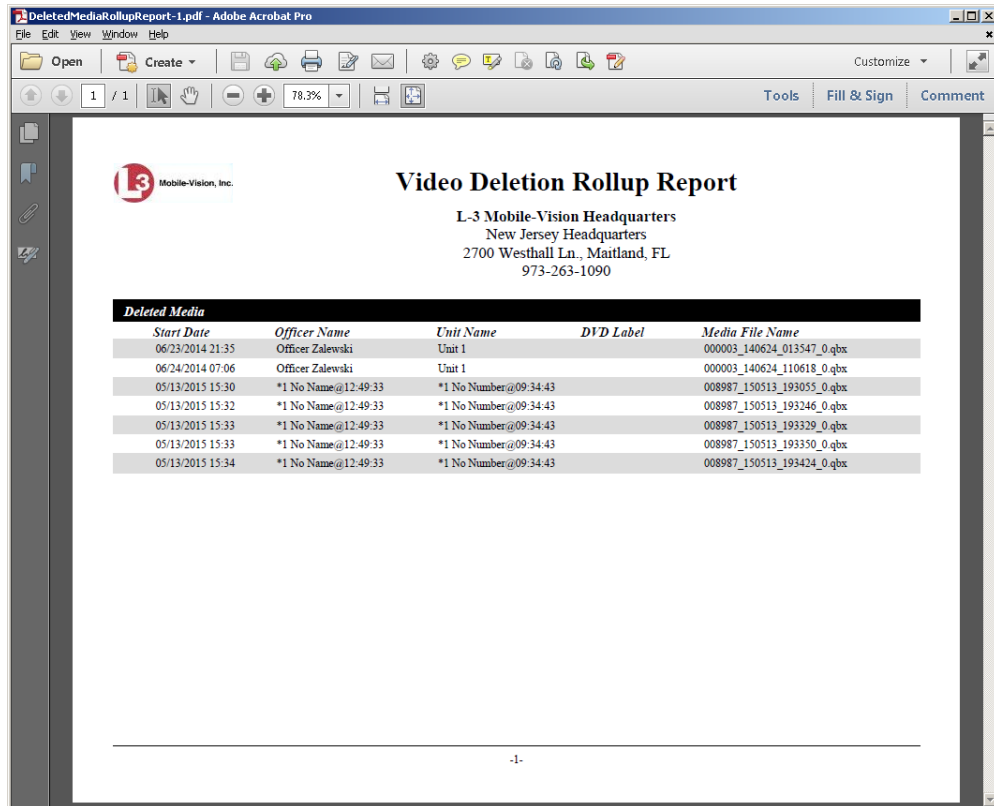 DeletedMediaRollupReport-1.pdf - Adobe Acrobat Pro
File Edit View Window Help
Open Create
Customize
1 / 1 78.3% Tools Fill & Sign Comment
L3 Mobile-Vision, Inc.
Video Deletion Rollup Report
L-3 Mobile-Vision Headquarters
New Jersey Headquarters
2700 Westhall Ln., Maitland, FL
973-263-1090
Deleted Media
Start Date Officer Name Unit Name DVD Label Media File Name
06/23/2014 21:35 Officer Zalewski Unit 1 000003_140624_013547_0.qbx
06/24/2014 07:06 Officer Zalewski Unit 1 000003_140624_110618_0.qbx
05/13/2015 15:30 *1 No Name@12:49:33 *1 No Number@09:34:43 008987_150513_193055_0.qbx
05/13/2015 15:32 *1 No Name@12:49:33 *1 No Number@09:34:43 008987_150513_193246_0.qbx
05/13/2015 15:33 *1 No Name@12:49:33 *1 No Number@09:34:43 008987_150513_193329_0.qbx
05/13/2015 15:33 *1 No Name@12:49:33 *1 No Number@09:34:43 008987_150513_193350_0.qbx
05/13/2015 15:34 *1 No Name@12:49:33 *1 No Number@09:34:43 008987_150513_193424_0.qbx
-1-